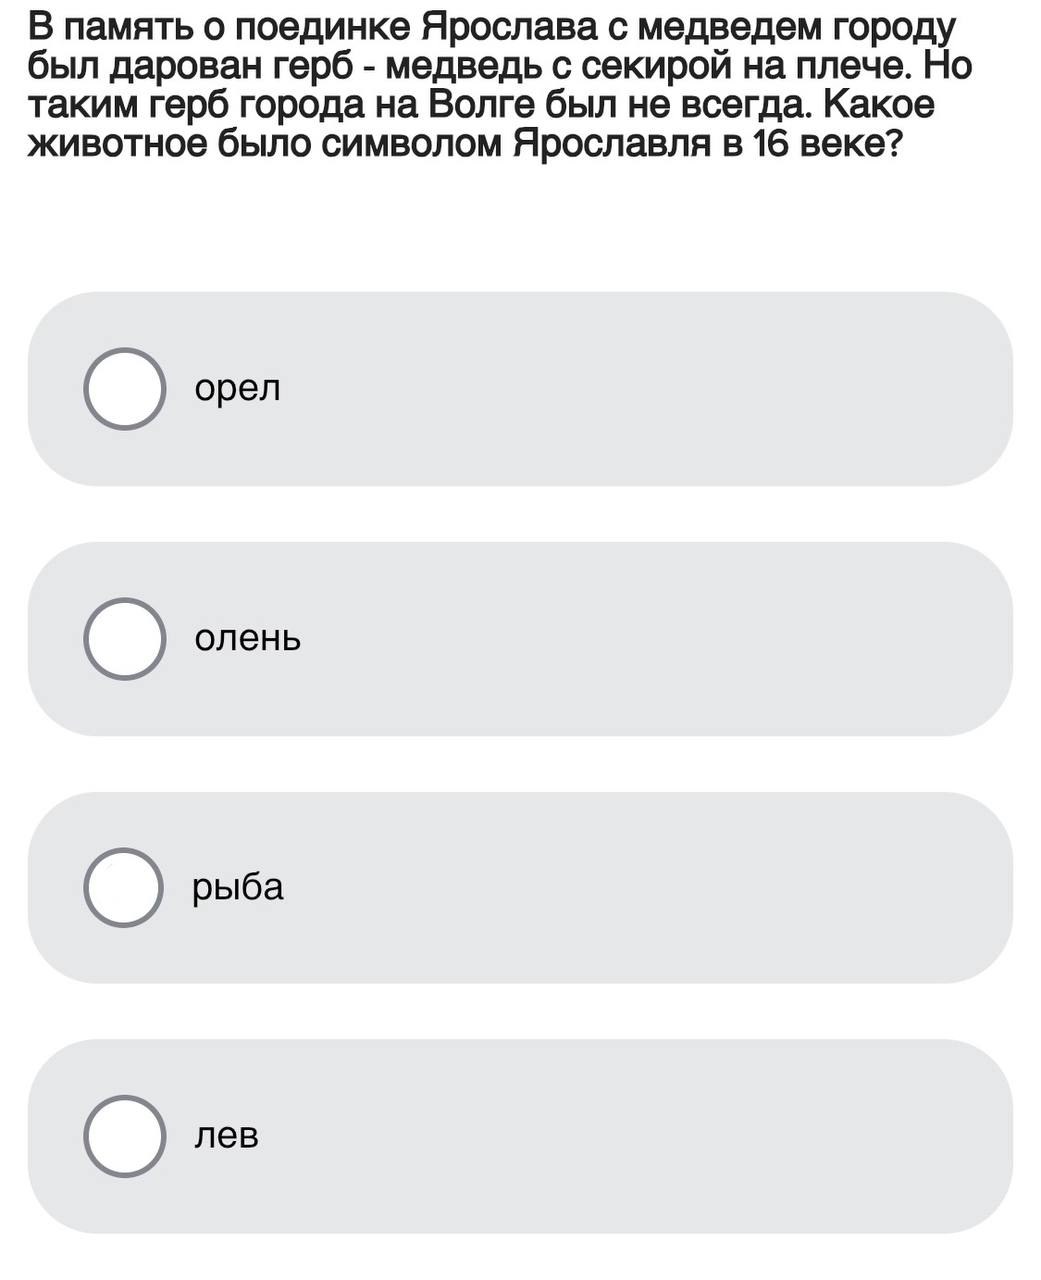 В память о поединке Ярослава с медведем городу
был дарован герб - медведь с секирой на плече. Но
таким герб города на Волге был не всегда. Какое
животное было символом Ярославля в 16 веке?
орел
олень
рыба
лев